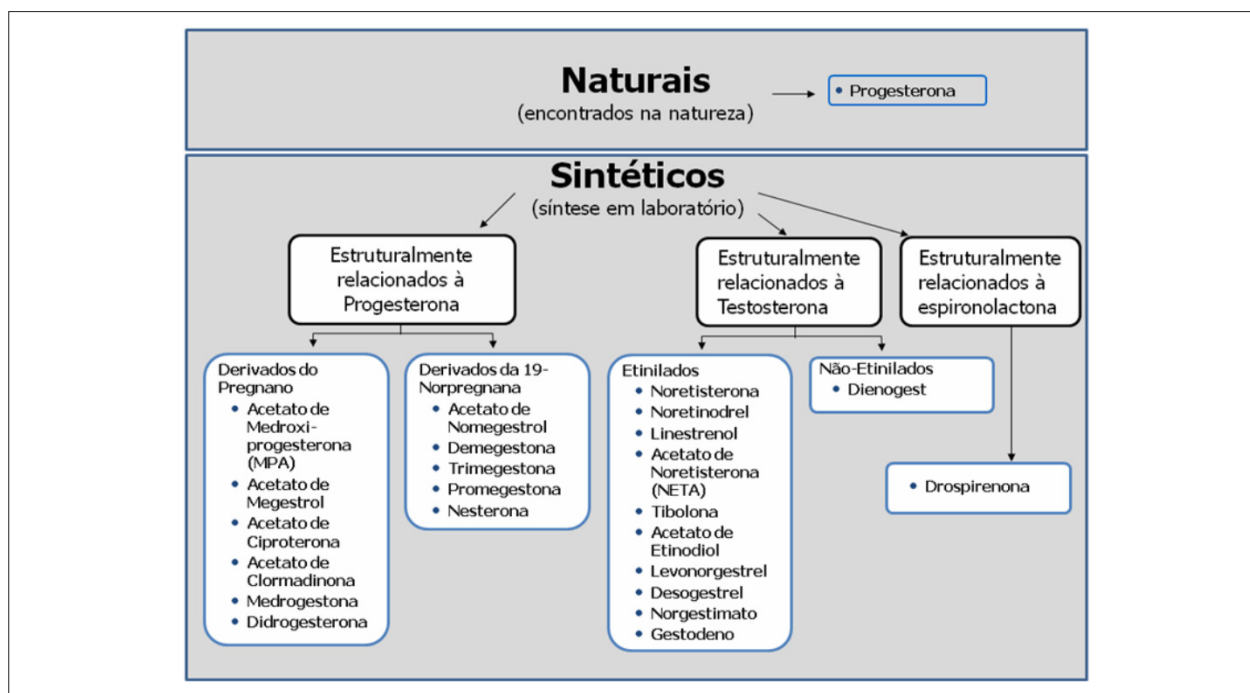 Naturais
(encontrados na natureza)
• Progesterona
Sintéticos
(síntese em laboratório)
Estruturalmente
relacionados à
Progesterona
Derivados do
Pregnano
• Acetato de
Medroxi-
progesterona
(MPA)
• Acetato de
Megestrol
• Acetato de
Ciproterona
• Acetato de
Clormadinona
• Medrogestona
• Didrogesterona
Derivados da 19-
Norpregnana
• Acetato de
Nomegestrol
• Demegestona
• Trimegestona
• Promegestona
• Nesterona
Estruturalmente
relacionados à
Testosterona
Etinilados
• Noretisterona
• Noretinodrel
• Linestrenol
• Acetato de
Noretisterona
(NETA)
• Tibolona
• Acetato de
Etinodiol
• Levonorgestrel
• Desogestrel
• Norgestimato
• Gestodeno
Não-Etinilados
• Dienogest
Estruturalmente
relacionados à
espironolactona
• Drospirenona